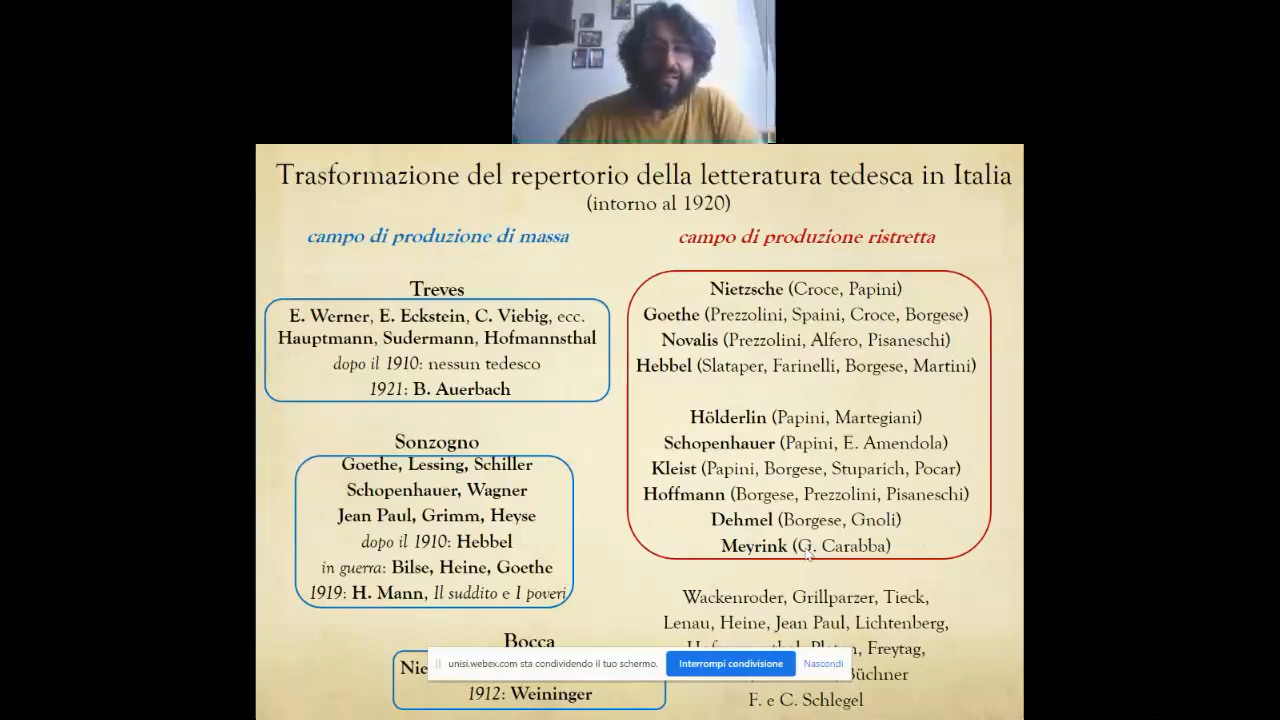 Trasformazione del repertorio della letteratura tedesca in Italia
(intorno al 1920)
campo di produzione di massa
Treves
E. Werner, E. Eckstein, C. Viebig, ecc.
Hauptmann, Sudermann, Hofmannsthal
dopo il 1910: nessun tedesco
1921: B. Auerbach
Sonzogno
Goethe, Lessing, Schiller
Schopenhauer, Wagner
Jean Paul, Grimm, Heyse
dopo il 1910: Hebbel
in guerra: Bilse, Heine, Goethe
1919: H. Mann, Il suddito e I poveri
Bocca
1912: Weininger
campo di produzione ristretta
Nietzsche (Croce, Papini)
Goethe (Prezzolini, Spaini, Croce, Borgese)
Novalis (Prezzolini, Alfero, Pisaneschi)
Hebbel (Slataper, Farinelli, Borgese, Martini)
Hölderlin (Papini, Martegiani)
Schopenhauer (Papini, E. Amendola)
Kleist (Papini, Borgese, Stuparich, Pocar)
Hoffmann (Borgese, Prezzolini, Pisaneschi)
Dehmel (Borgese, Gnoli)
Meyrink (G. Carabba)
Wackenroder, Grillparzer, Tieck,
Lenau, Heine, Jean Paul, Lichtenberg,
Freytag,
Büchner
F. e C. Schlegel
unisi.webex.com sta condividendo il tuo schermo.
Interrompi condivisione
Nascondi